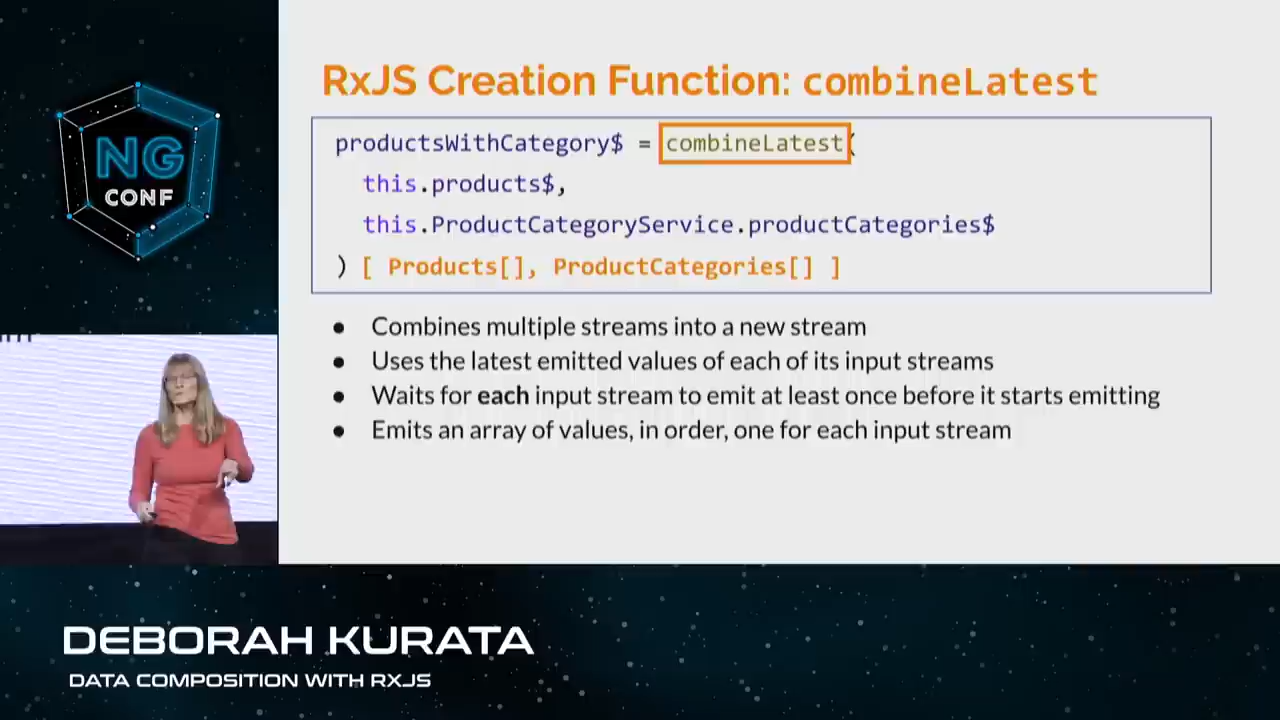 NG
CONF
RxJS Creation Function: combineLatest
productsWithCategory$ = combineLatest(
this.products$,
this.ProductCategoryService.productCategories$
) [ Products[], ProductCategories[] ]
● Combines multiple streams into a new stream
● Uses the latest emitted values of each of its input streams
● Waits for each input stream to emit at least once before it starts emitting
● Emits an array of values, in order, one for each input stream
DEBORAH KURATA
DATA COMPOSITION WITH RXJS